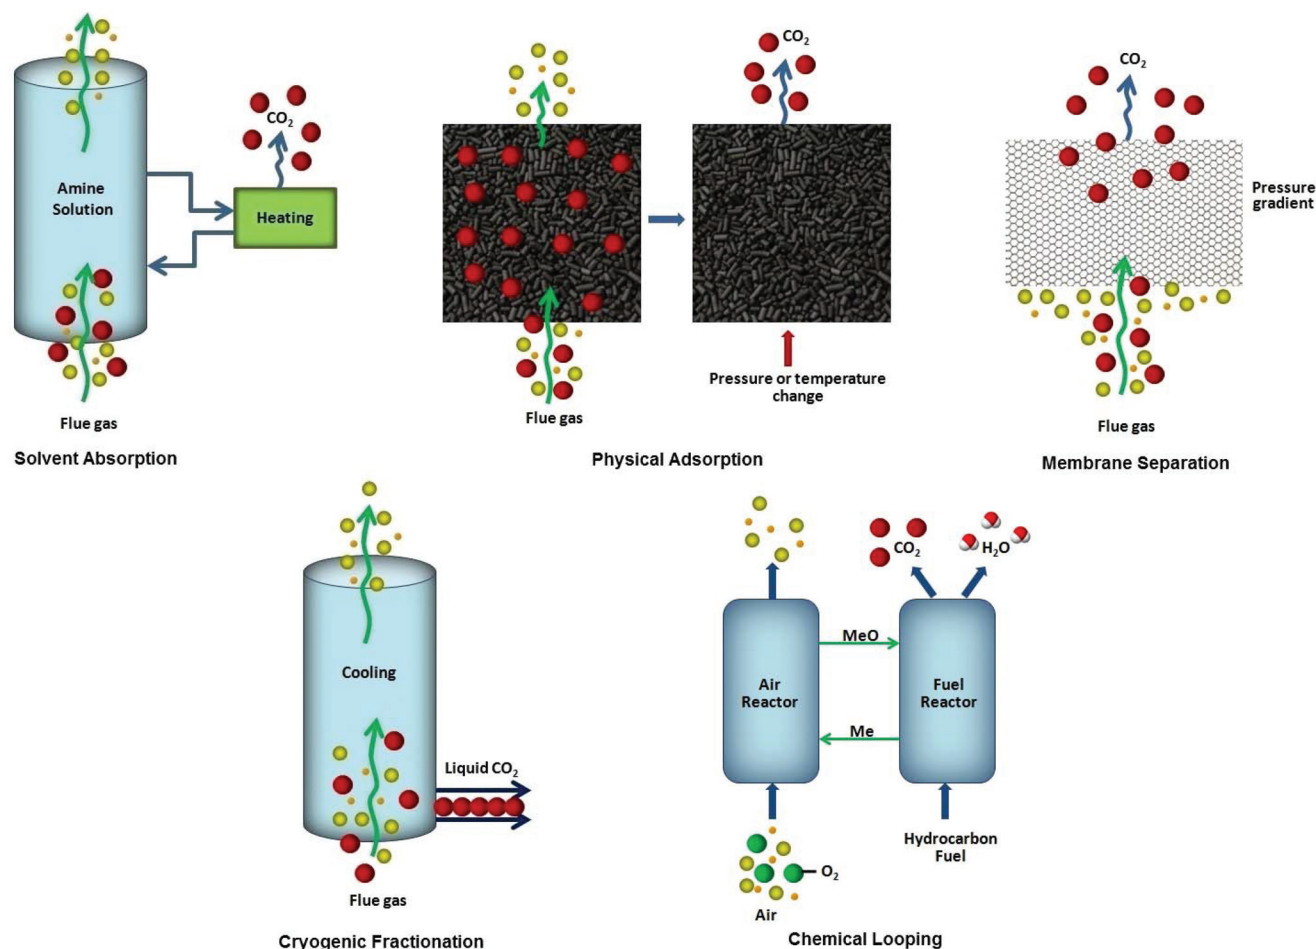 CO2
Amine
Solution
Heating
Flue gas
Solvent Absorption
CO2
Pressure or temperature
change
Flue gas
Physical Adsorption
CO2
Pressure
gradient
Flue gas
Membrane Separation
Cooling
Liquid CO2
Flue gas
Cryogenic Fractionation
CO2
H2O
MeO
Air
Reactor
Fuel
Reactor
Me
Hydrocarbon
Fuel
O2
Air
Chemical Looping